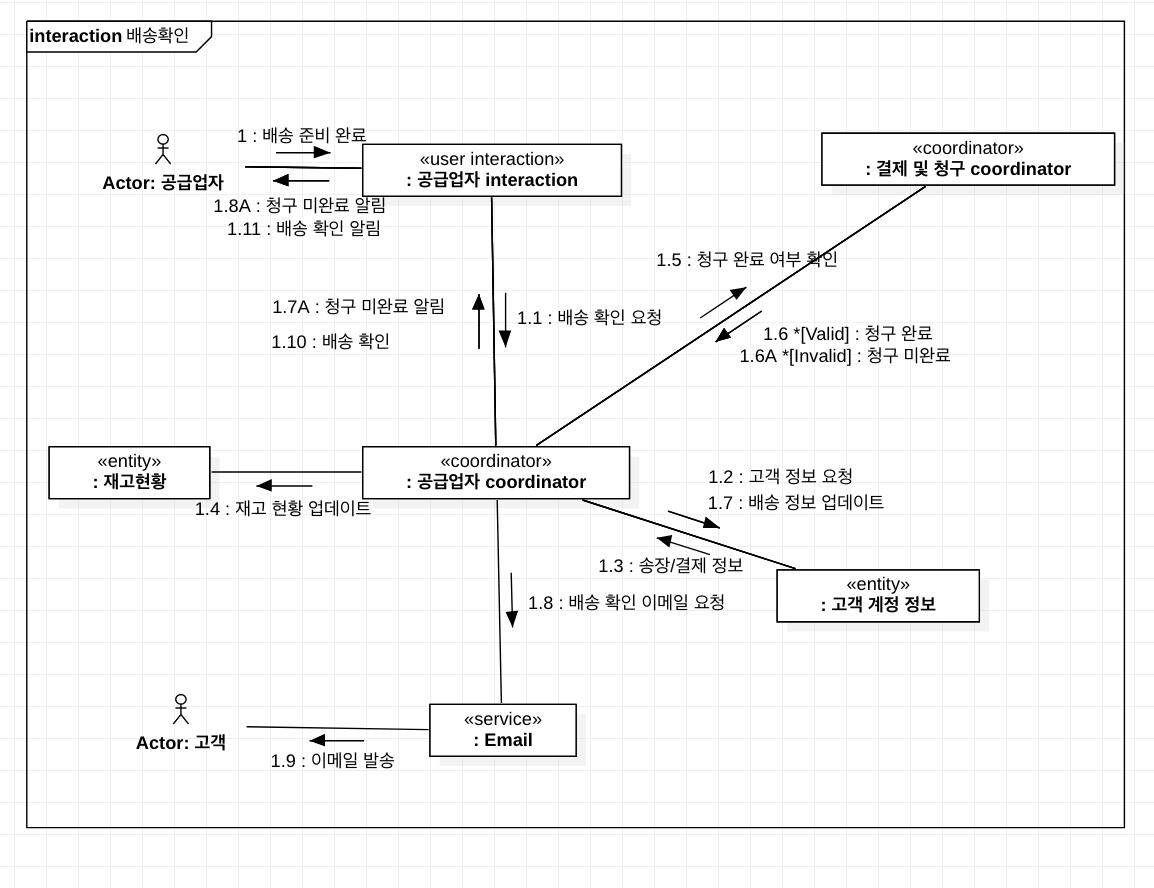 interaction 배송확인
1 : 배송 준비 완료
Actor: 공급업자
«user interaction»
: 공급업자 interaction
«coordinator»
: 결제 및 청구 coordinator
1.8A : 청구 미완료 알림
1.11 : 배송 확인 알림
1.5 : 청구 완료 여부 확인
1.7A : 청구 미완료 알림
1.1 : 배송 확인 요청
1.10 : 배송 확인
1.6 *[Valid] : 청구 완료
1.6A *[Invalid] : 청구 미완료
«entity»
: 재고현황
«coordinator»
: 공급업자 coordinator
1.2 : 고객 정보 요청
1.7 : 배송 정보 업데이트
1.4 : 재고 현황 업데이트
1.3 : 송장/결제 정보
«entity»
: 고객 계정 정보
1.8 : 배송 확인 이메일 요청
Actor: 고객
«service»
: Email
1.9 : 이메일 발송